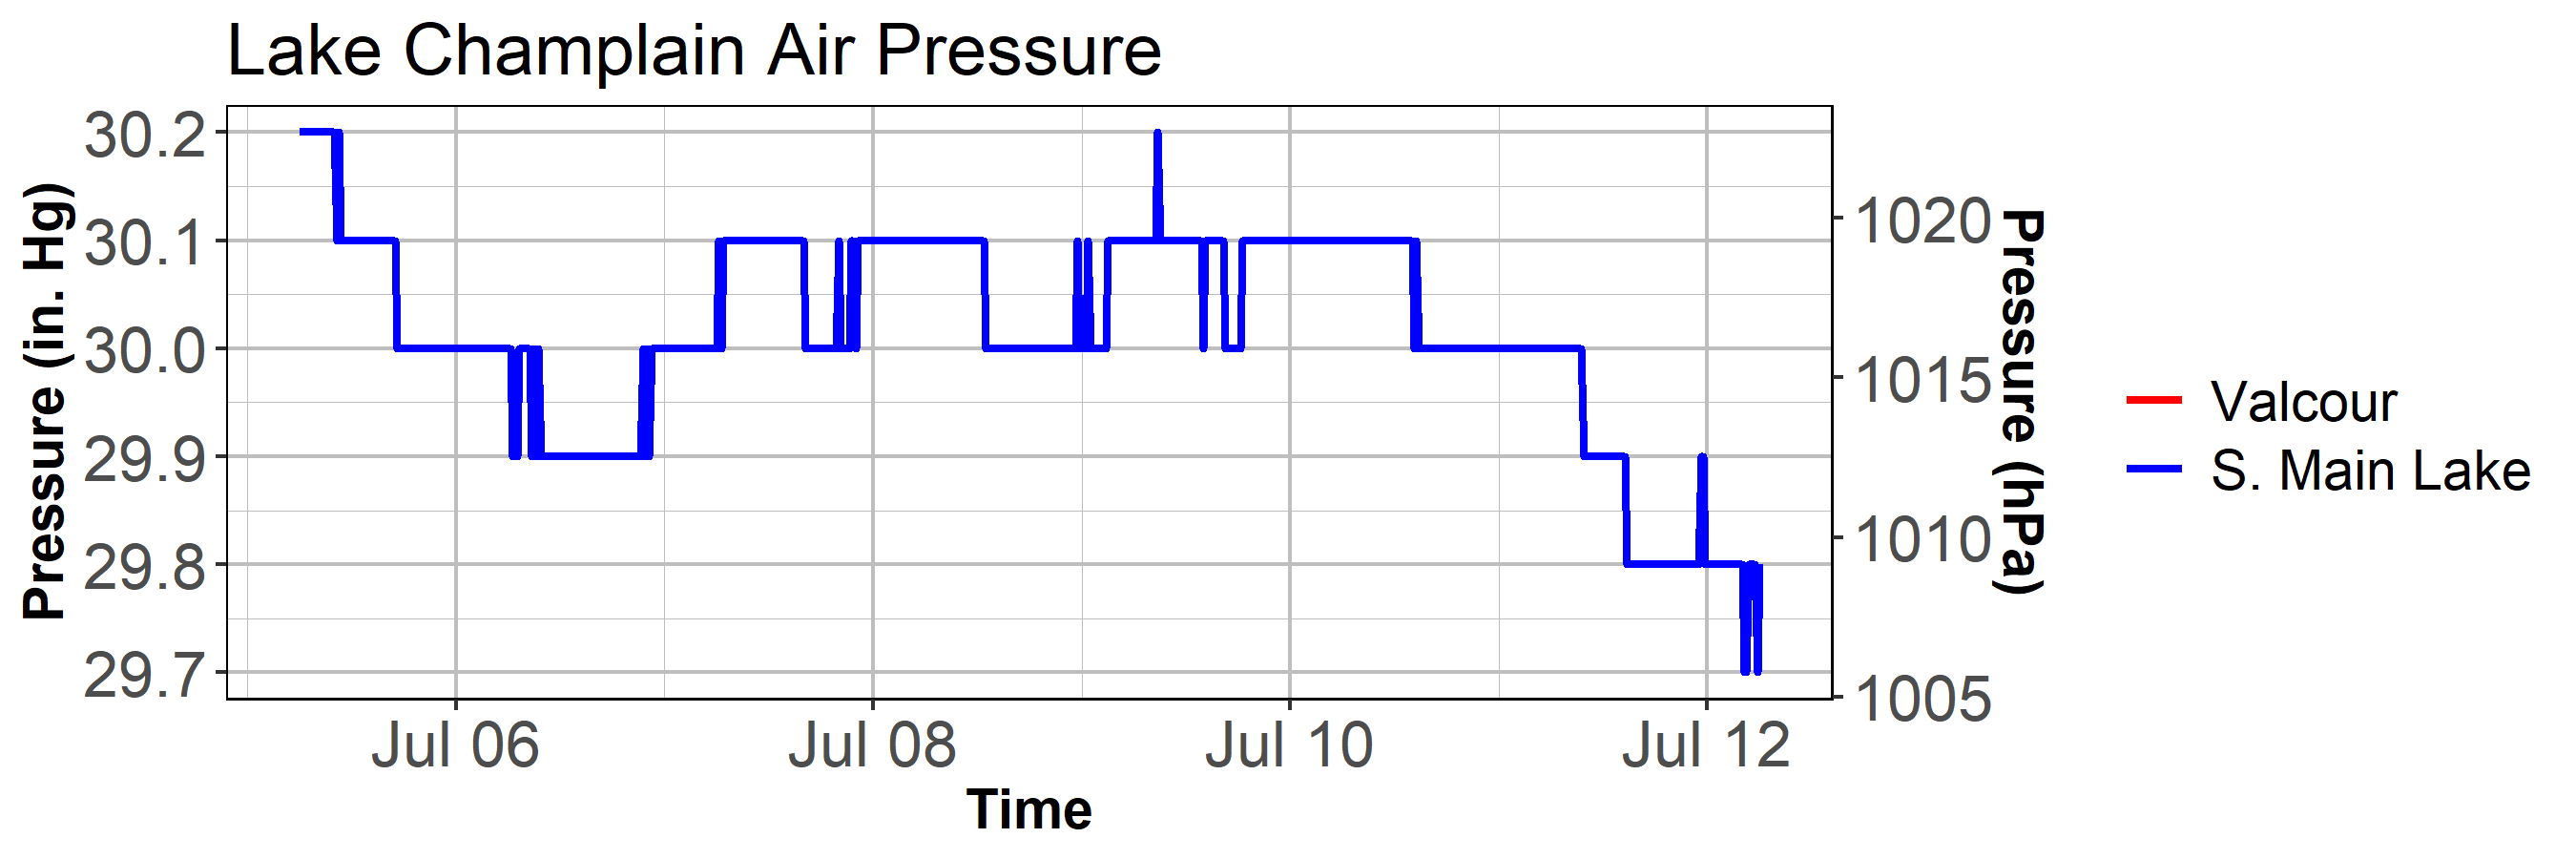 Lake Champlain Air Pressure
Pressure (in. Hg)
30.2
30.1
30.0
29.9
29.8
29.7
1020
1015
1010
1005
Pressure (hPa)
Jul 06
Jul 08
Jul 10
Jul 12
Time
Valcour
S. Main Lake